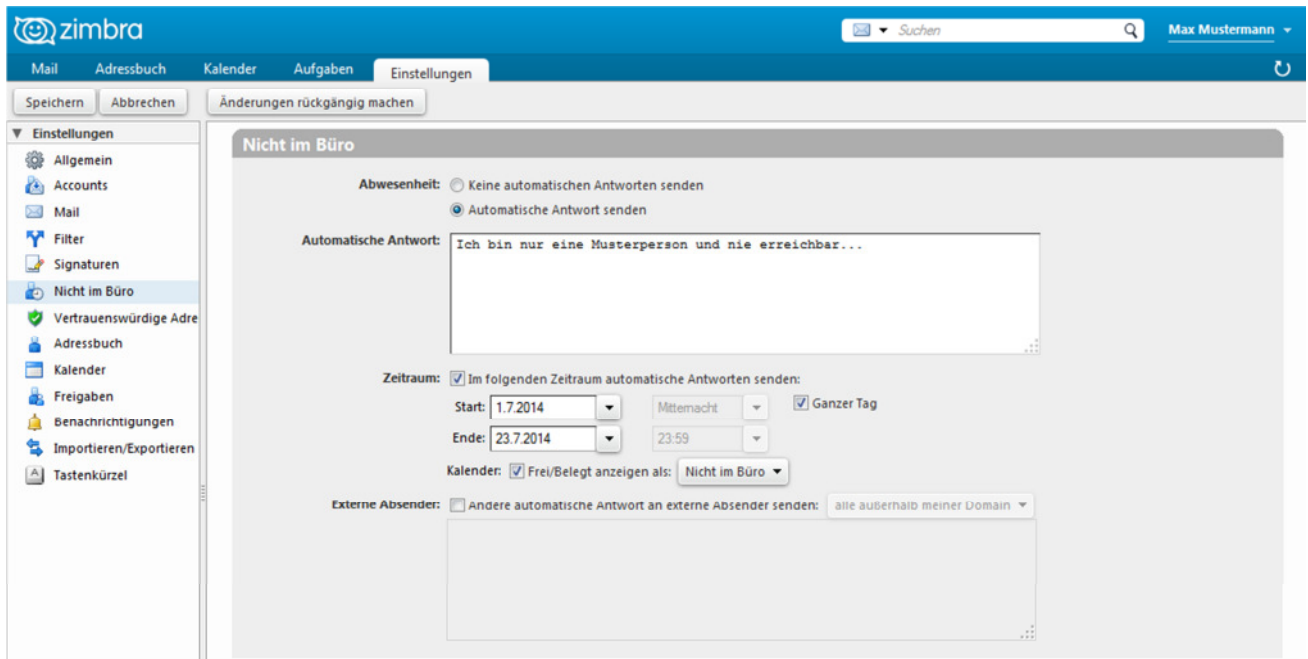 zimbra
Suchen
Max Mustermann
Mail Adressbuch Kalender Aufgaben Einstellungen
Speichern Abbrechen Änderungen rückgängig machen
Einstellungen
Allgemein
Accounts
Mail
Filter
Signaturen
Nicht im Büro
Vertrauenswürdige Adre
Adressbuch
Kalender
Freigaben
Benachrichtigungen
Importieren/Exportieren
A Tastenkürzel
Nicht im Büro
Abwesenheit: Keine automatischen Antworten senden
Automatische Antwort senden
Automatische Antwort: Ich bin nur eine Musterperson und nie erreichbar...
Zeitraum: Im folgenden Zeitraum automatische Antworten senden:
Start: 1.7.2014 Mitternacht Ganzer Tag
Ende: 23.7.2014 23:59
Kalender: Frei/Belegt anzeigen als: Nicht im Büro
Externe Absender: Andere automatische Antwort an externe Absender senden: alle außerhalb meiner Domain